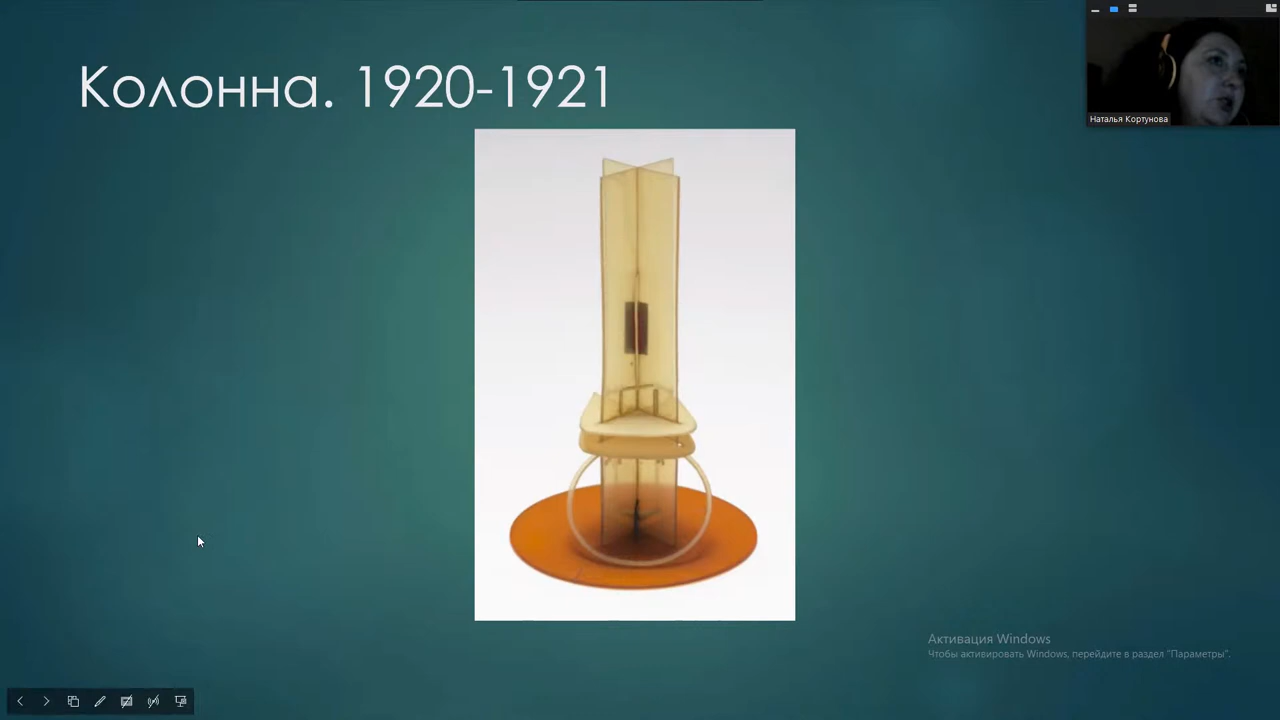 Колонна. 1920-1921
Наталья Кортунова
Активация Windows
Чтобы активировать Windows, перейдите в раздел "Параметры".